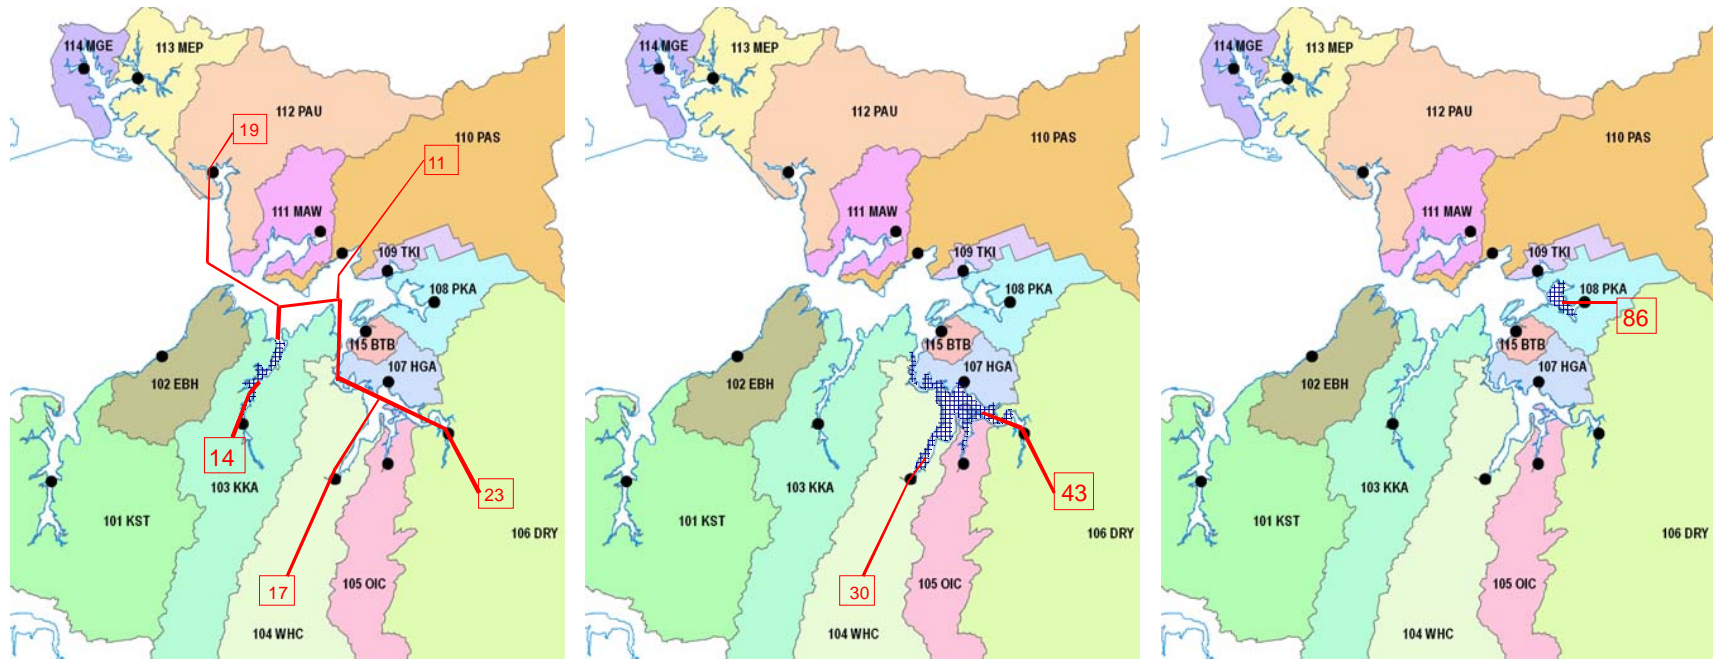 114 MGE
113 MEP
112 PAU
19
11
110 PAS
111 MAW
109 TKI
108 PKA
115 BTB
107 HGA
102 EBH
14
103 KKA
23
101 KST
106 DRY
17
105 OIC
104 WHC
114 MGE
113 MEP
112 PAU
110 PAS
111 MAW
109 TKI
108 PKA
115 BTB
107 HGA
102 EBH
103 KKA
43
101 KST
106 DRY
30
105 OIC
104 WHC
114 MGE
113 MEP
112 PAU
110 PAS
111 MAW
109 TKI
108 PKA
86
115 BTB
107 HGA
102 EBH
103 KKA
101 KST
106 DRY
105 OIC
104 WHC